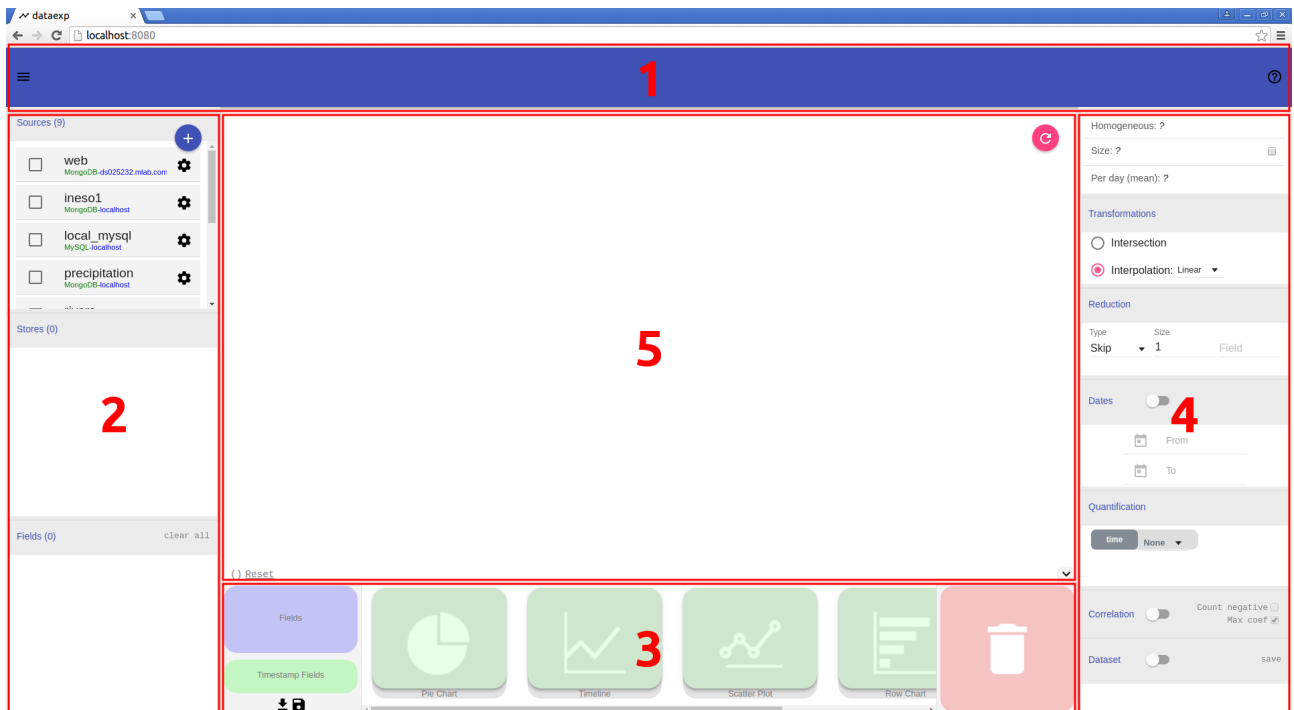 dataexp
localhost:8080
1
Sources (9)
web
MongoDB-ds025232.mlab.com
ineso1
MongoDB-localhost
local_mysql
MySQL-localhost
precipitation
MongoDB-localhost
Stores (0)
2
Fields (0) clear all
5
() Reset
Fields
Timestamp Fields
Pie Chart
Timeline
Scatter Plot
Row Chart
3
Homogeneous: ?
Size: ?
Per day (mean): ?
Transformations
Intersection
Interpolation: Linear
Reduction
Type Size
Skip 1 Field
Dates
4
From
To
Quantification
time None
Correlation Count negative
Max coef
Dataset save